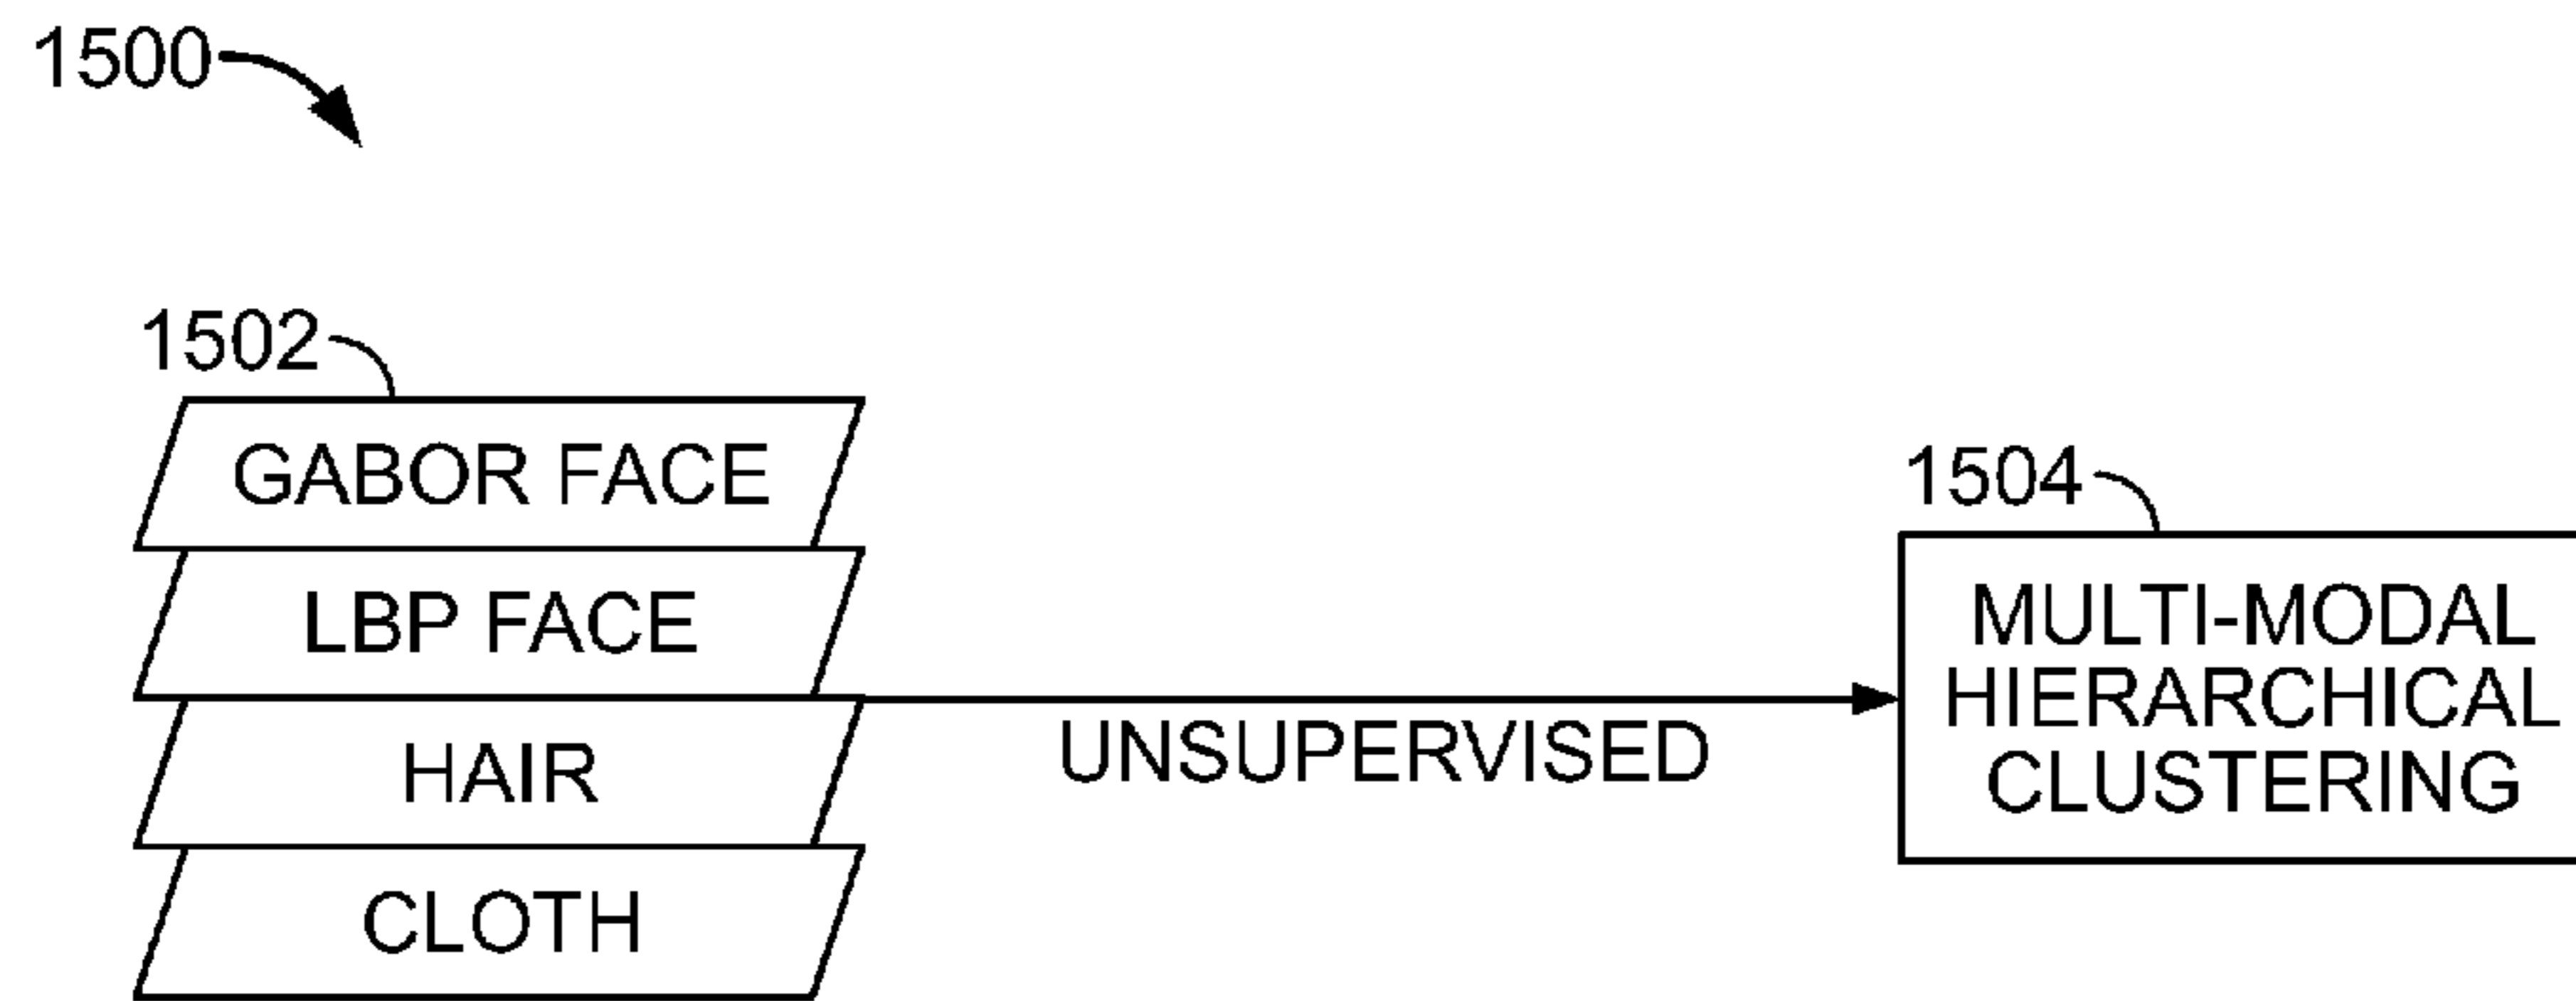 1500
1502
GABOR FACE
LBP FACE
HAIR
CLOTH
UNSUPERVISED
1504
MULTI-MODAL
HIERARCHICAL
CLUSTERING